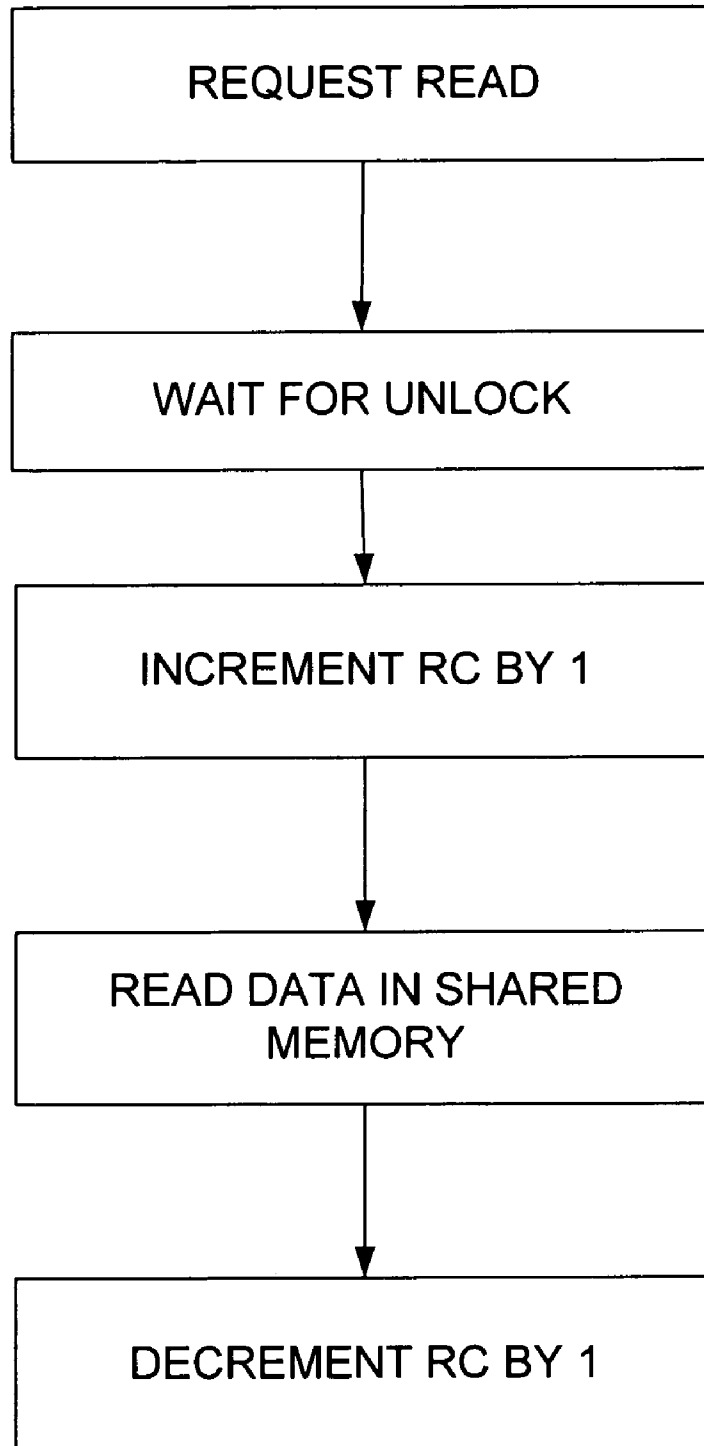 REQUEST READ
WAIT FOR UNLOCK
INCREMENT RC BY 1
READ DATA IN SHARED
MEMORY
DECREMENT RC BY 1